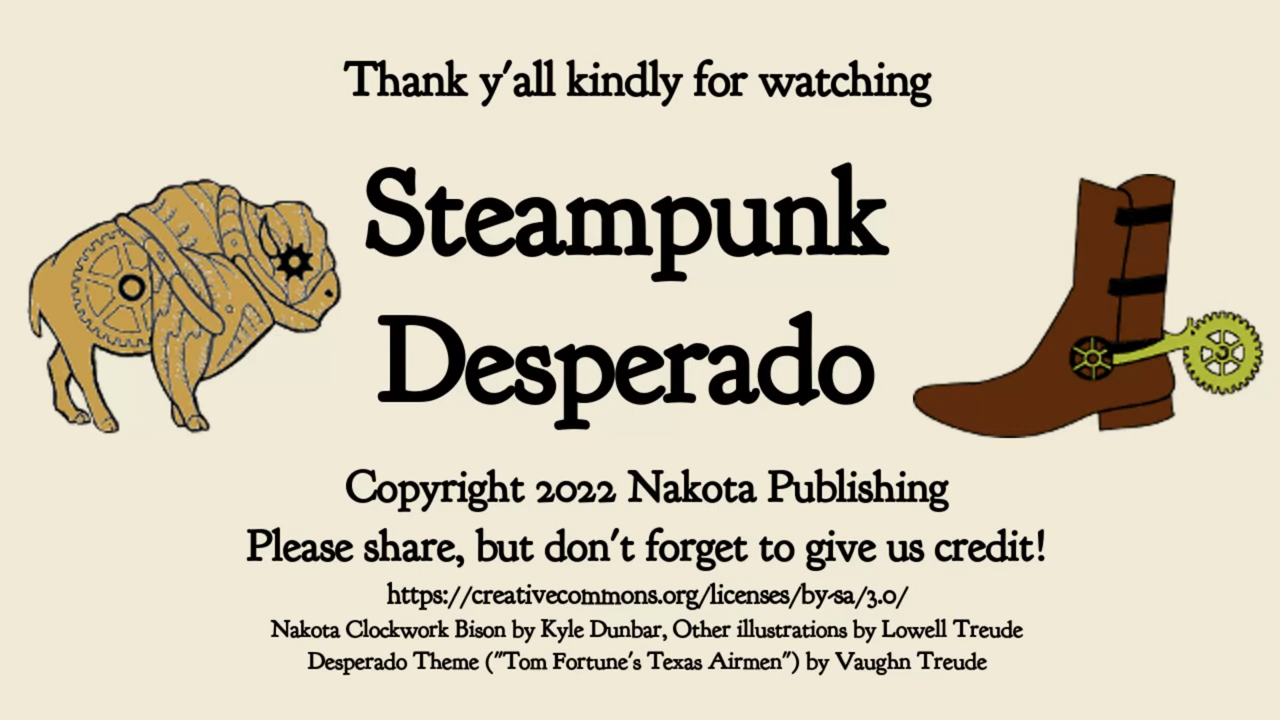 Thank y'all kindly for watching
Steampunk
Desperado
Copyright 2022 Nakota Publishing
Please share, but don't forget to give us credit!
https://creativecommons.org/licenses/by-sa/3.0/
Nakota Clockwork Bison by Kyle Dunbar, Other illustrations by Lowell Treude
Desperado Theme ("Tom Fortune's Texas Airmen") by Vaughn Treude